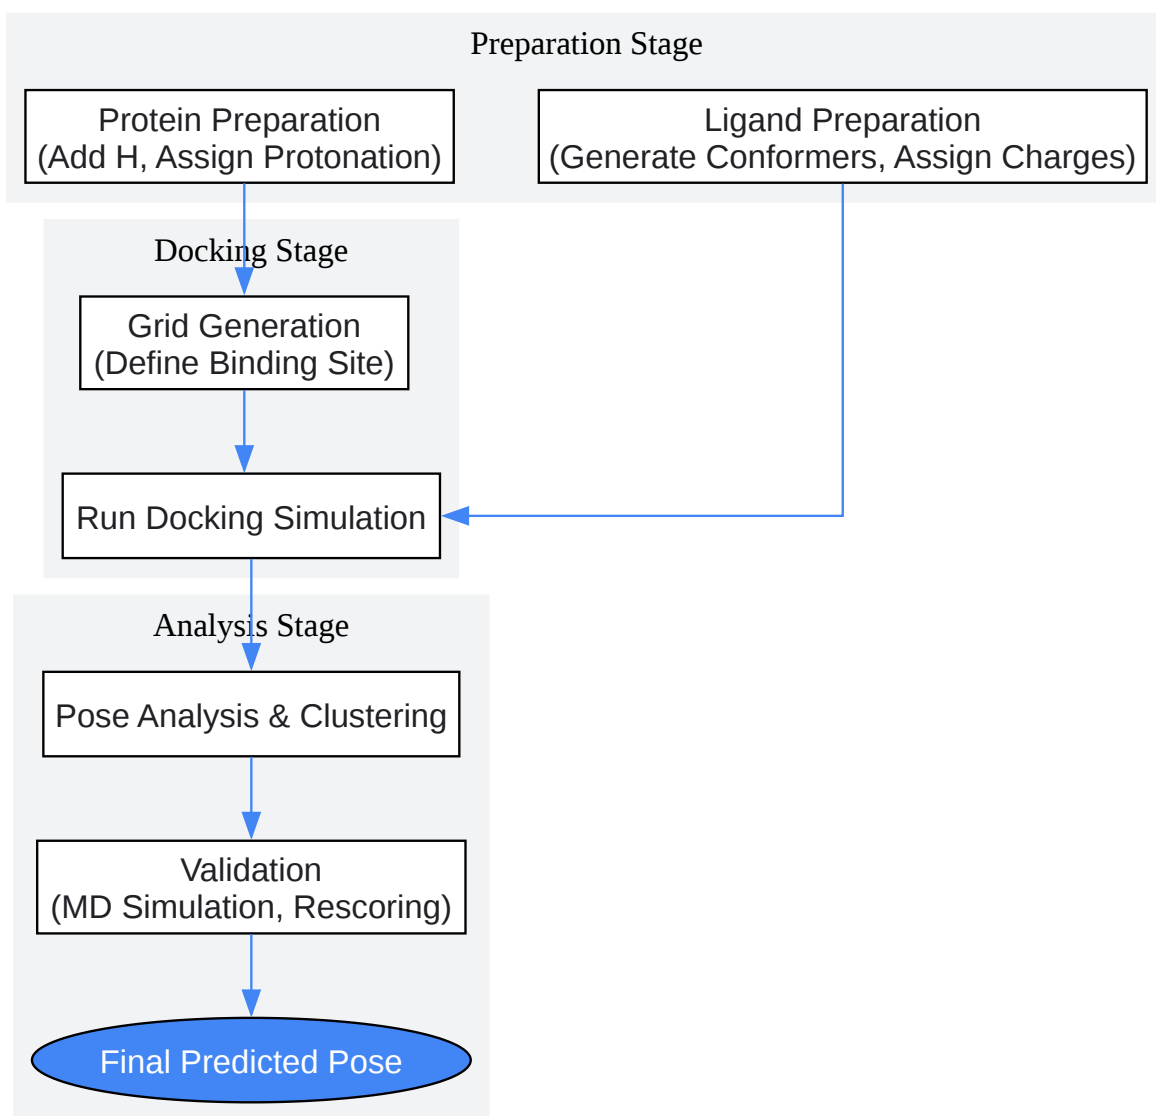 Preparation Stage
Protein Preparation
(Add H, Assign Protonation)
Ligand Preparation
(Generate Conformers, Assign Charges)
Docking Stage
Grid Generation
(Define Binding Site)
Run Docking Simulation
Analysis Stage
Pose Analysis & Clustering
Validation
(MD Simulation, Rescoring)
Final Predicted Pose